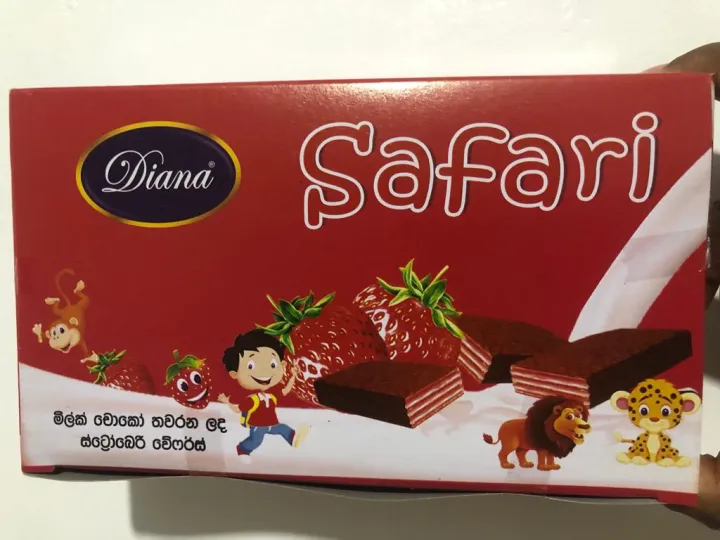 Diana®
Safari
මිල්ක් චොකෝ තවරන ලද
ස්ට්‍රෝබෙරි වේෆර්ස්